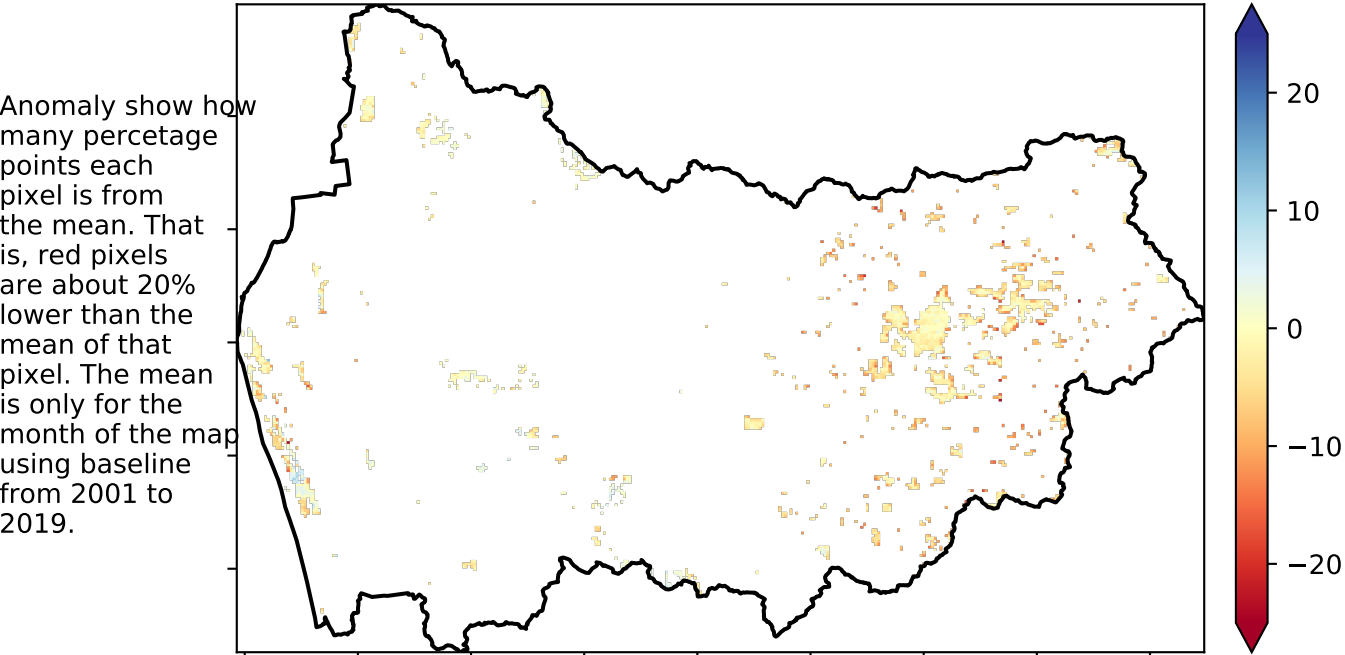 Anomaly show how
many percetage
points each
pixel is from
the mean. That
is, red pixels
are about 20%
lower than the
mean of that
pixel. The mean
is only for the
month of the map
using baseline
from 2001 to
2019.
20
10
0
−10
−20